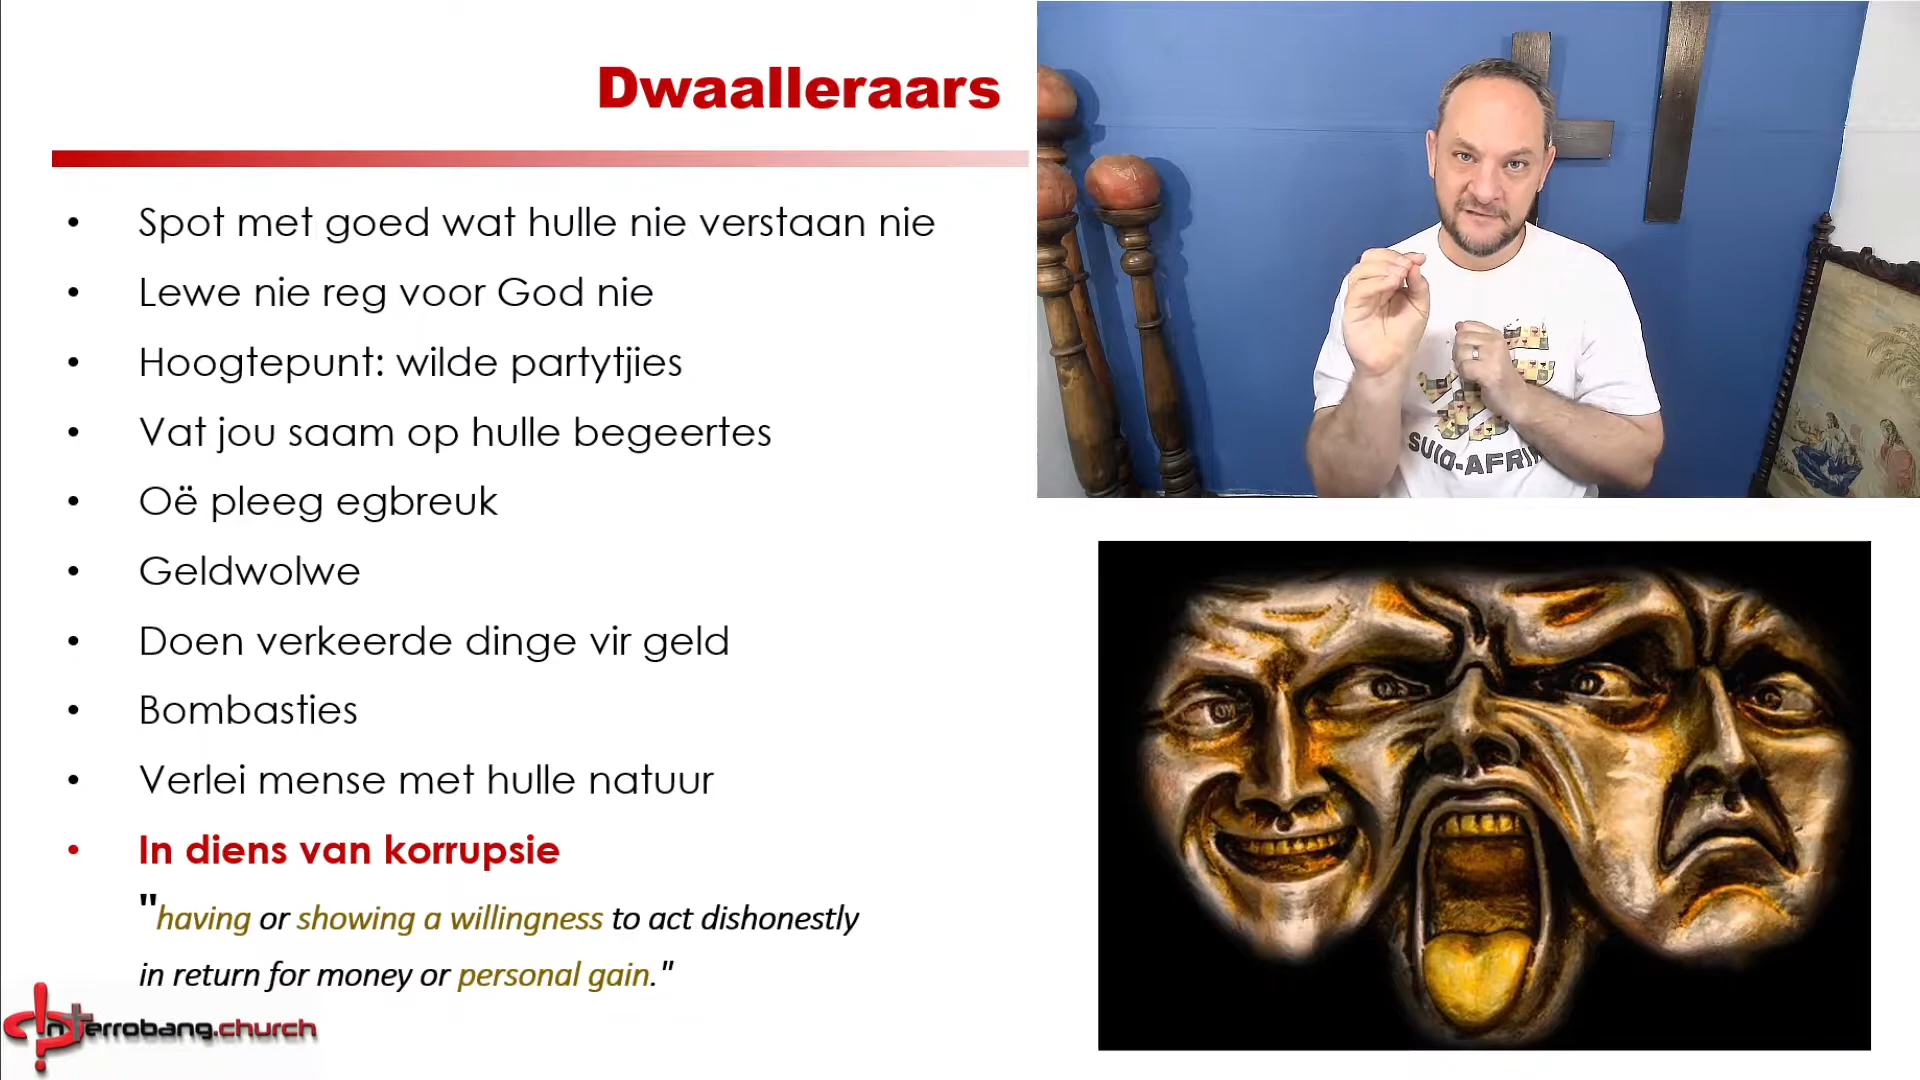 Dwaalleraars
• Spot met goed wat hulle nie verstaan nie
• Lewe nie reg voor God nie
• Hoogtepunt: wilde partytjies
• Vat jou saam op hulle begeertes
• Oë pleeg egbreuk
• Geldwolwe
• Doen verkeerde dinge vir geld
• Bombasties
• Verlei mense met hulle natuur
• In diens van korrupsie
"having or showing a willingness to act dishonestly
in return for money or personal gain."
Interrobang.church